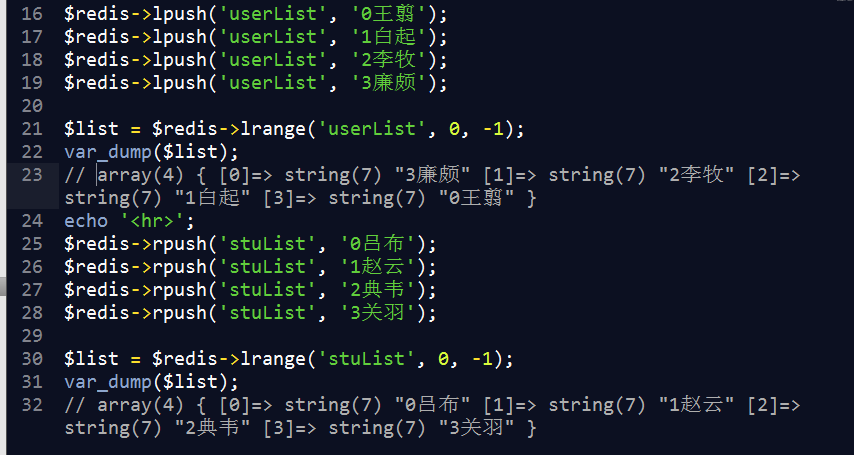 16 $redis->lpush('userList', '0王翦');
17 $redis->lpush('userList', '1白起');
18 $redis->lpush('userList', '2李牧');
19 $redis->lpush('userList', '3廉颇');
20
21 $list = $redis->lrange('userList', 0, -1);
22 var_dump($list);
23 // array(4) { [0]=> string(7) "3廉颇" [1]=> string(7) "2李牧" [2]=>
string(7) "1白起" [3]=> string(7) "0王翦" }
24 echo '<hr>';
25 $redis->rpush('stuList', '0吕布');
26 $redis->rpush('stuList', '1赵云');
27 $redis->rpush('stuList', '2典韦');
28 $redis->rpush('stuList', '3关羽');
29
30 $list = $redis->lrange('stuList', 0, -1);
31 var_dump($list);
32 // array(4) { [0]=> string(7) "0吕布" [1]=> string(7) "1赵云" [2]=>
string(7) "2典韦" [3]=> string(7) "3关羽" }